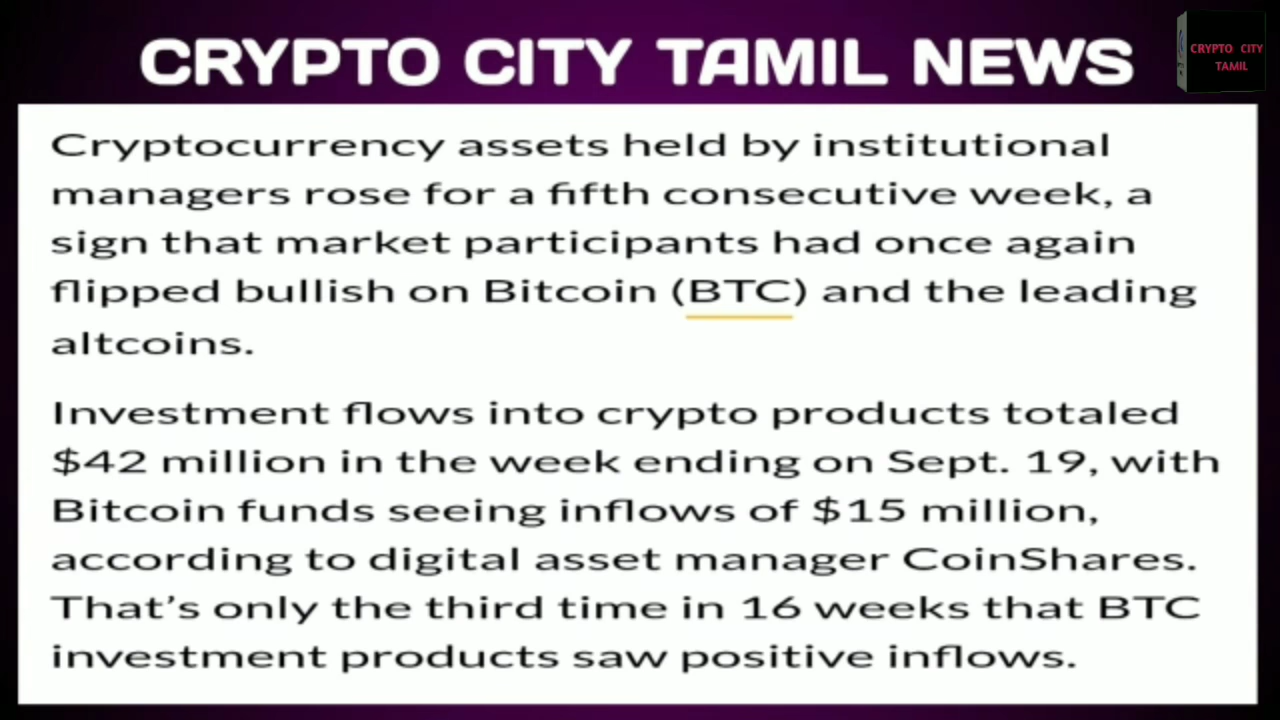 CRYPTO CITY TAMIL NEWS
CRYPTO CITY
TAMIL
Cryptocurrency assets held by institutional
managers rose for a fifth consecutive week, a
sign that market participants had once again
flipped bullish on Bitcoin (BTC) and the leading
altcoins.
Investment flows into crypto products totaled
$42 million in the week ending on Sept. 19, with
Bitcoin funds seeing inflows of $15 million,
according to digital asset manager CoinShares.
That’s only the third time in 16 weeks that BTC
investment products saw positive inflows.